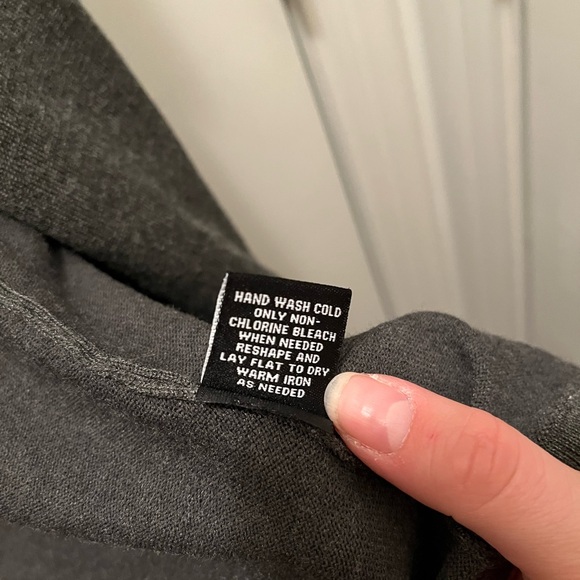 HAND WASH COLD
ONLY NON-
CHLORINE BLEACH
WHEN NEEDED
RESHAPE AND
LAY FLAT TO DRY
WARM IRON
AS NEEDED